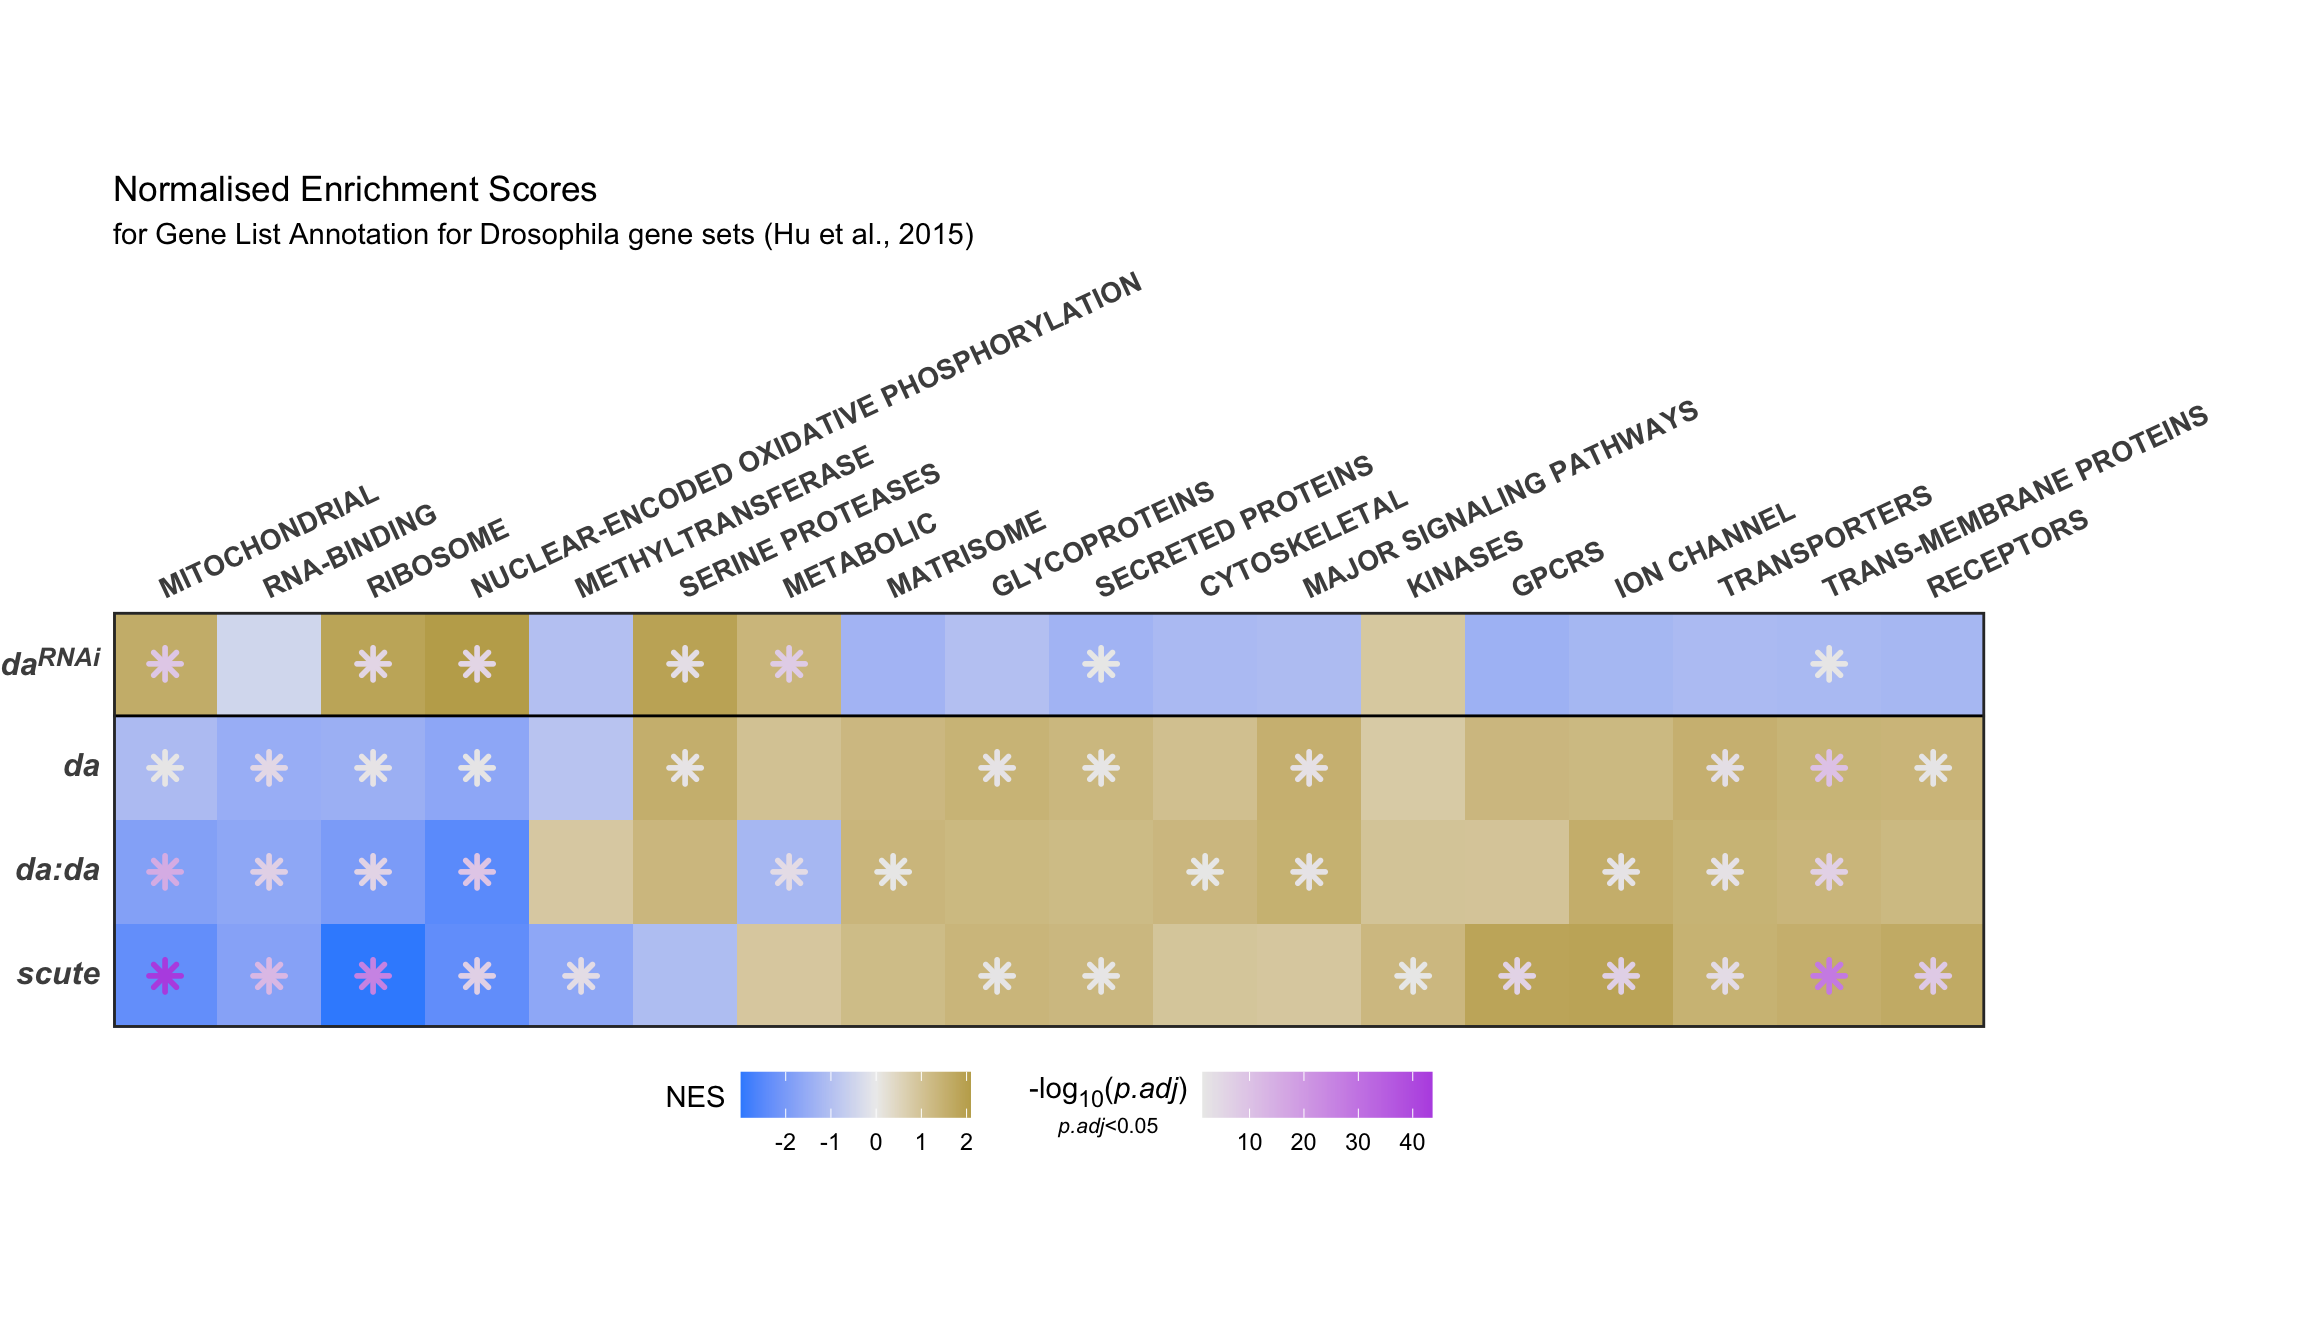 Normalised Enrichment Scores
for Gene List Annotation for Drosophila gene sets (Hu et al., 2015)
MITOCHONDRIAL
RNA-BINDING
RIBOSOME
NUCLEAR-ENCODED OXIDATIVE PHOSPHORYLATION
METHYLTRANSFERASE
SERINE PROTEASES
METABOLIC
MATRISOME
GLYCOPROTEINS
SECRETED PROTEINS
CYTOSKELETAL
MAJOR SIGNALING PATHWAYS
KINASES
GPCRS
ION CHANNEL
TRANSPORTERS
TRANS-MEMBRANE PROTEINS
RECEPTORS
daRNAi
da
da:da
scute
NES
-2 -1 0 1 2
-log10(p.adj)
p.adj<0.05
10 20 30 40